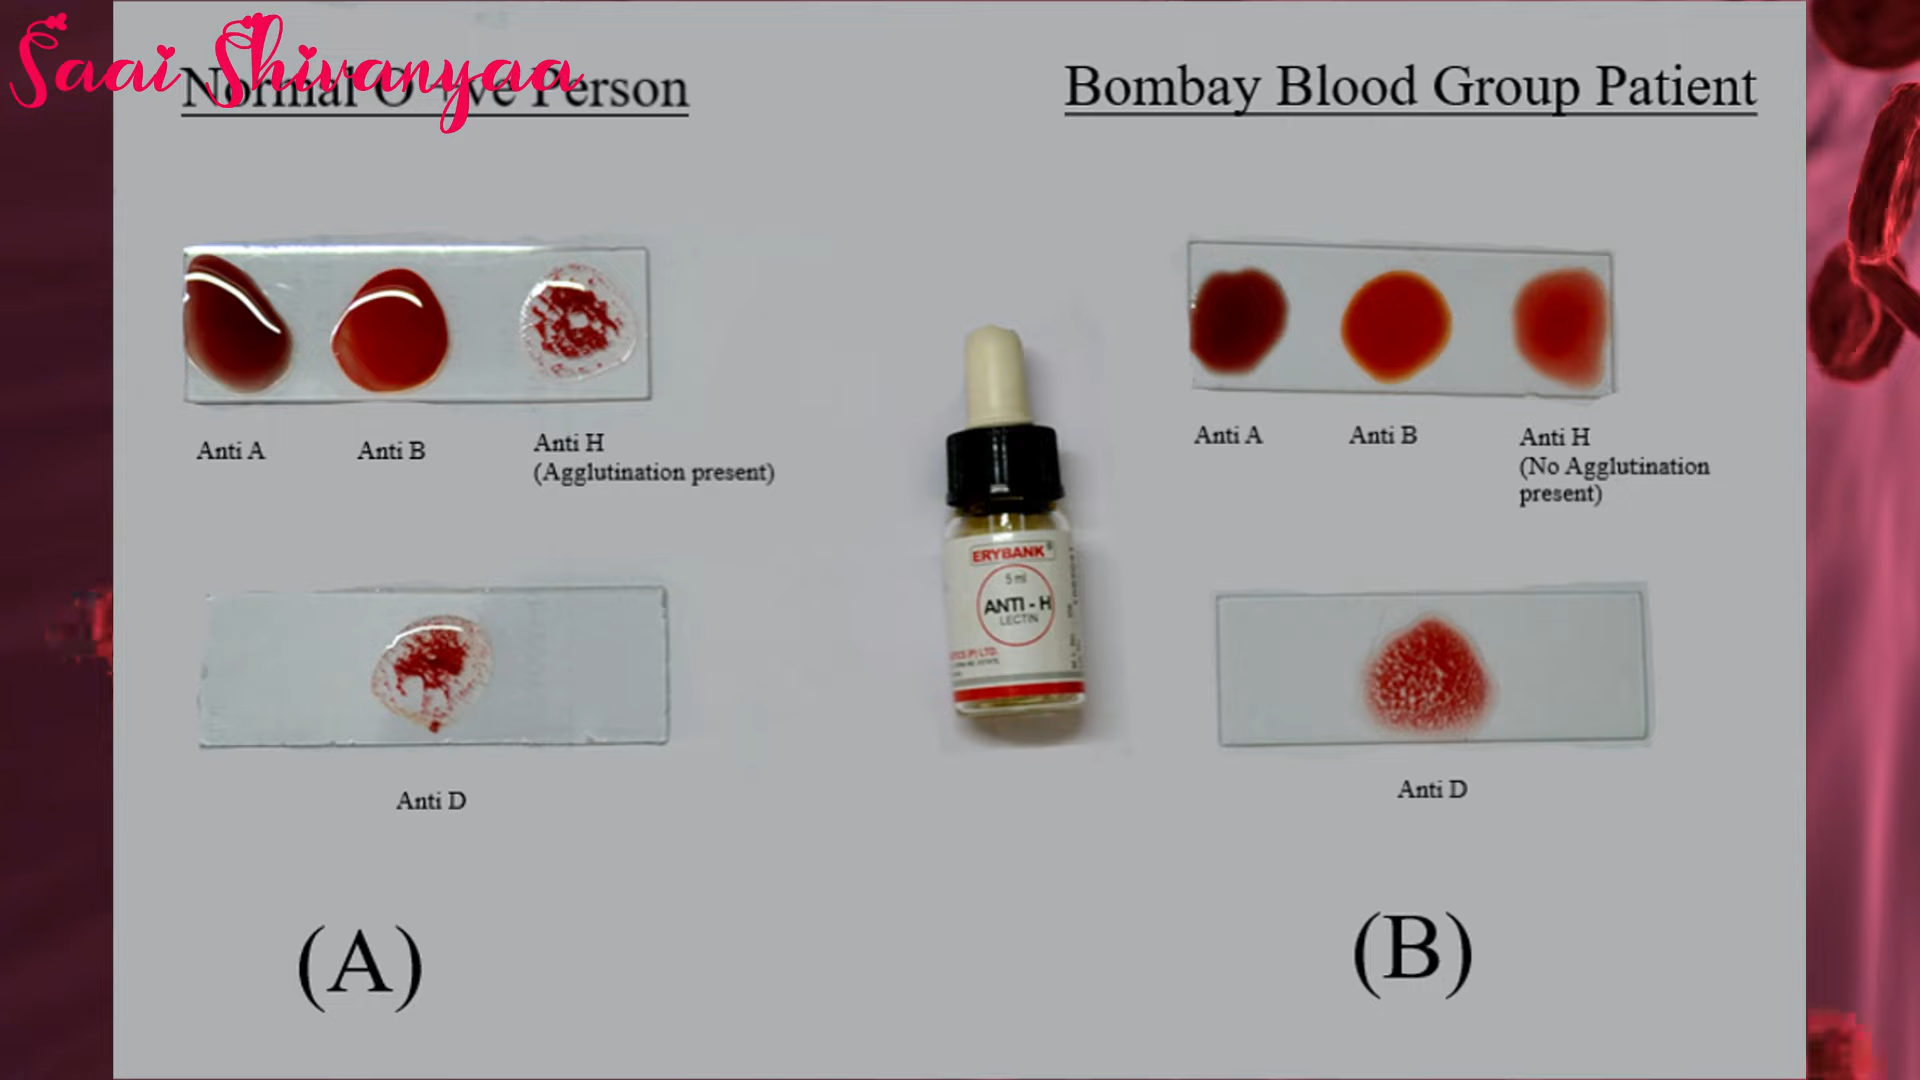 Saai Shivanyaa
Normal O +ve Person
Bombay Blood Group Patient
Anti A
Anti B
Anti H
(Agglutination present)
Anti A
Anti B
Anti H
(No Agglutination
present)
ERYBANK®
5 ml
ANTI - H
LECTIN
(P) LTD.
Anti D
Anti D
(A)
(B)